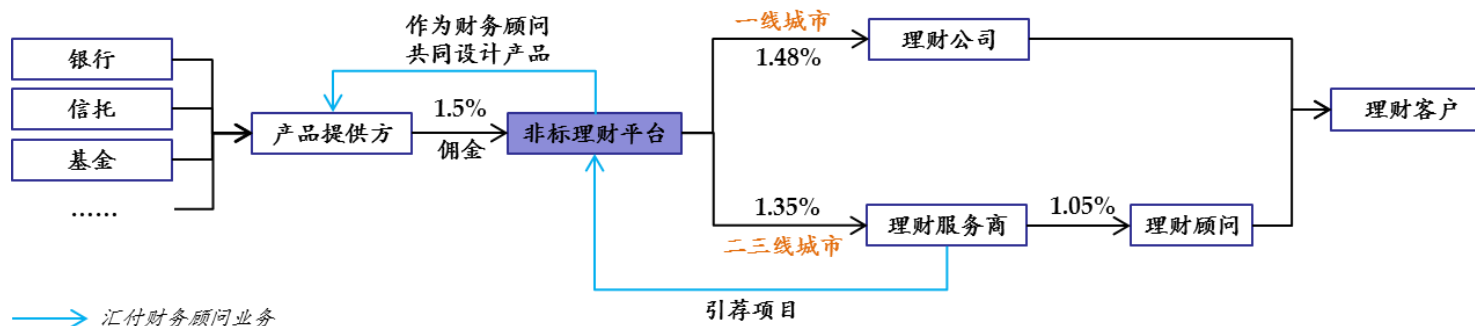 银行
信托
基金
……
产品提供方
作为财务顾问
共同设计产品
1.5%
佣金
非标理财平台
一线城市
1.48%
理财公司
1.35%
二三线城市
理财服务商
1.05%
理财顾问
理财客户
引荐项目
汇付财务顾问业务